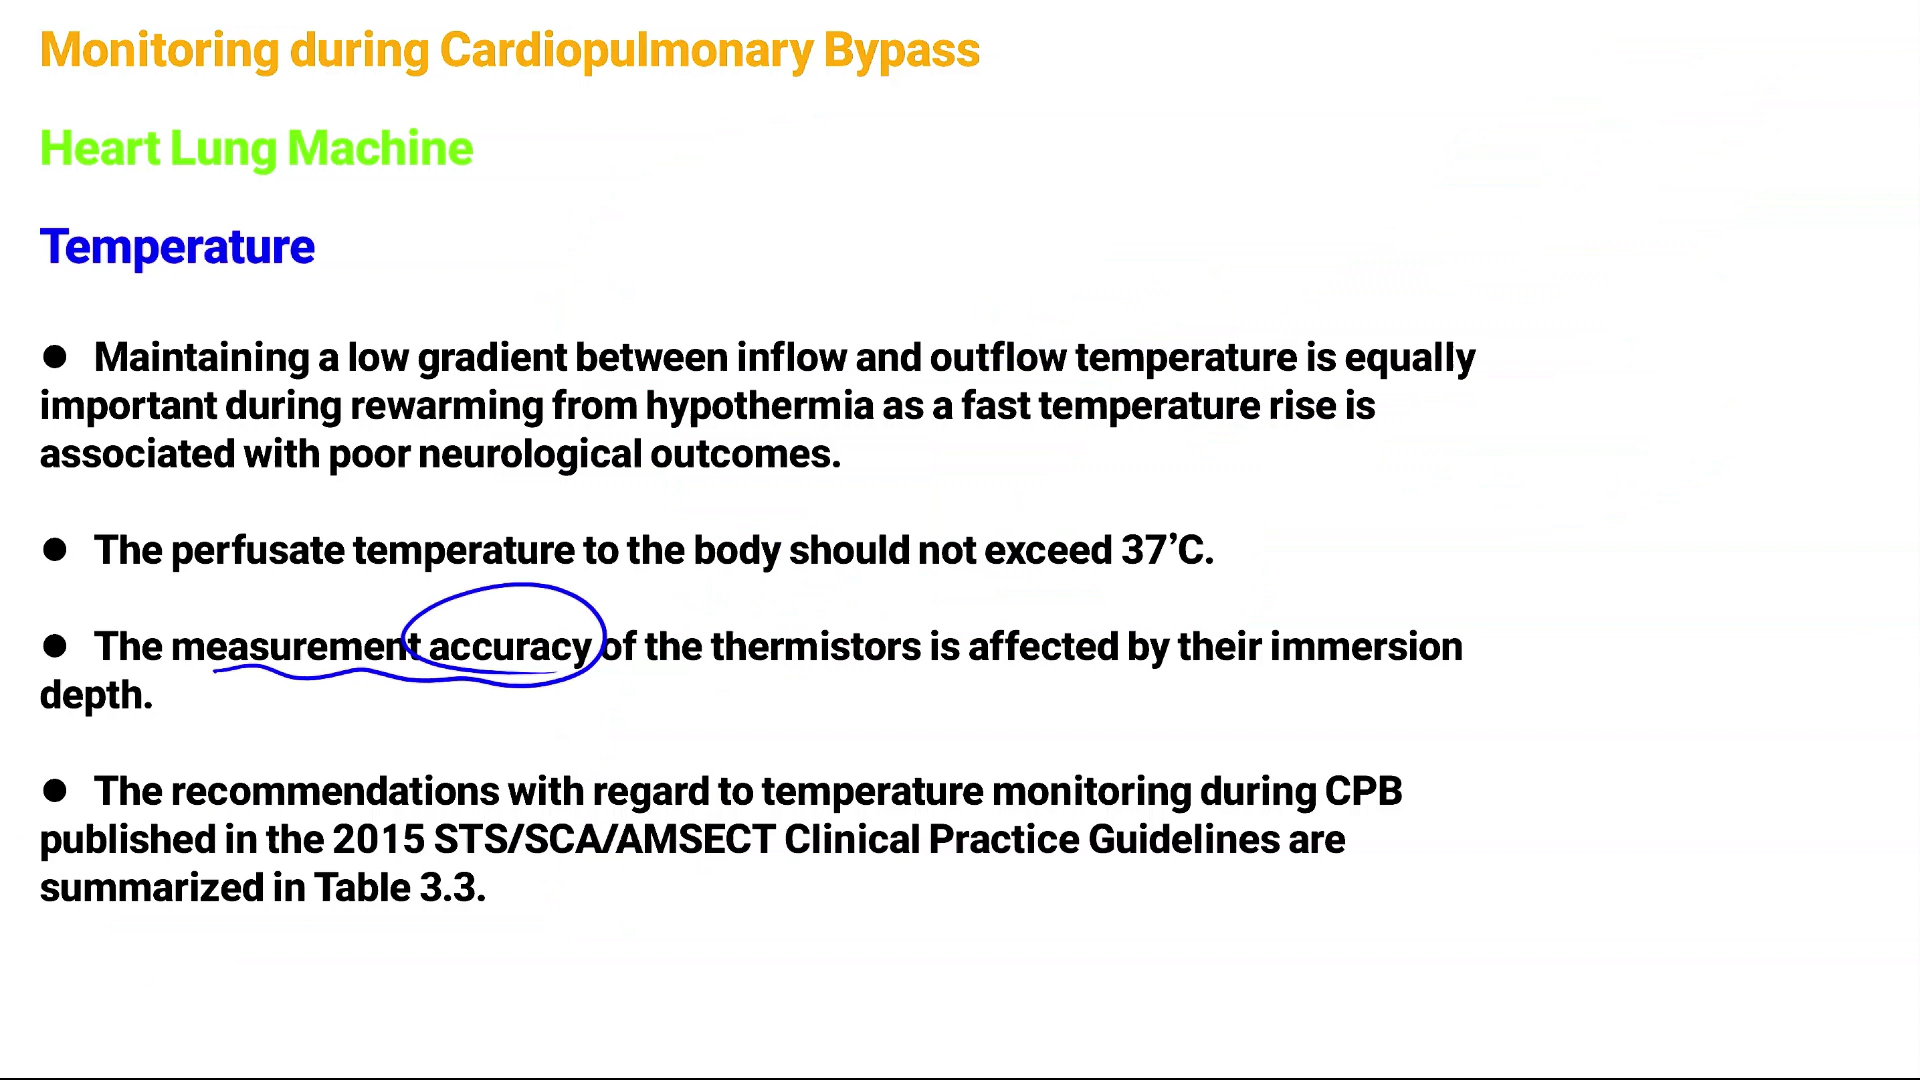 Monitoring during Cardiopulmonary Bypass
Heart Lung Machine
Temperature
● Maintaining a low gradient between inflow and outflow temperature is equally
important during rewarming from hypothermia as a fast temperature rise is
associated with poor neurological outcomes.
● The perfusate temperature to the body should not exceed 37’C.
● The measurement accuracy of the thermistors is affected by their immersion
depth.
● The recommendations with regard to temperature monitoring during CPB
published in the 2015 STS/SCA/AMSECT Clinical Practice Guidelines are
summarized in Table 3.3.